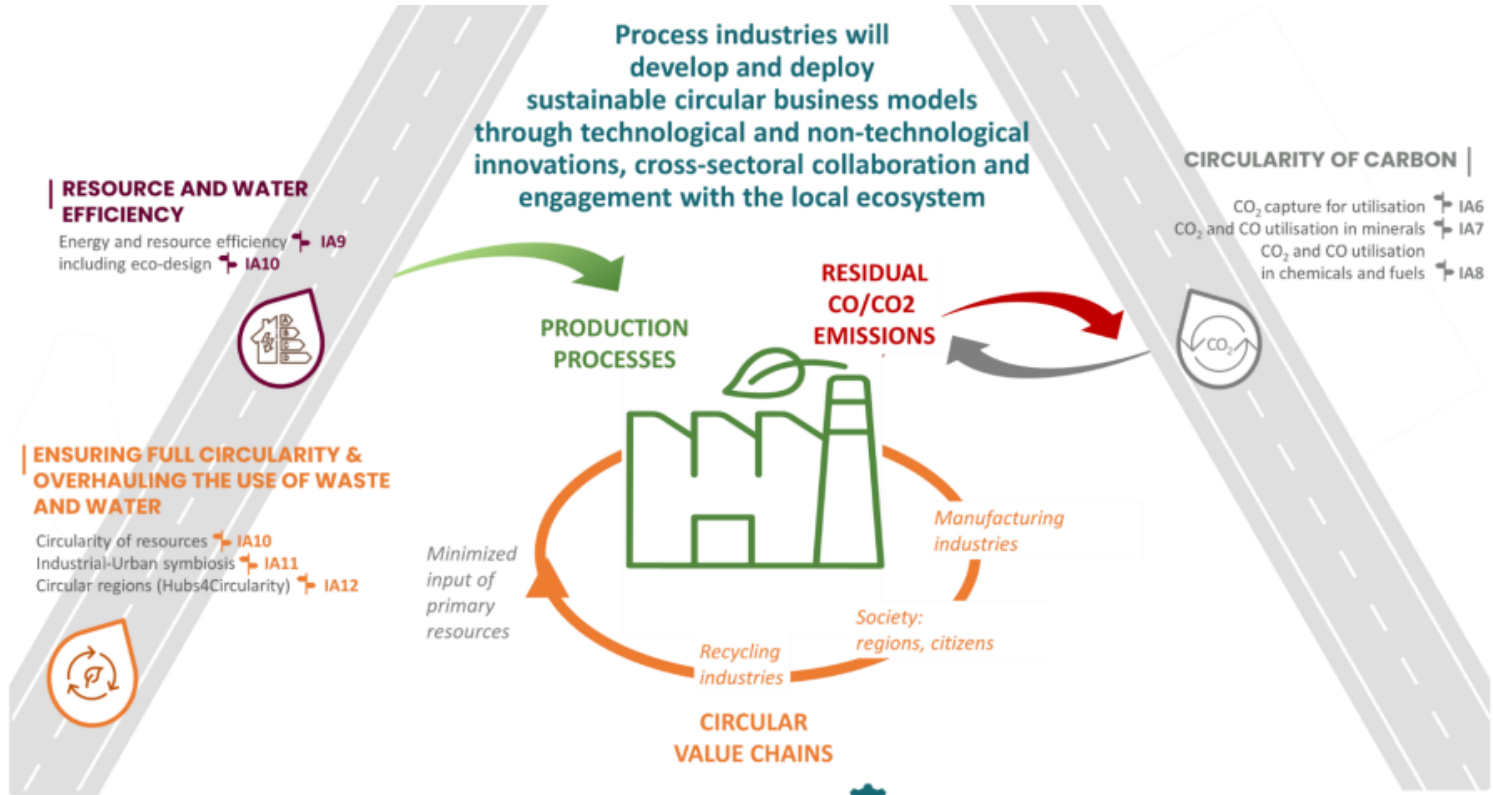 Process industries will
develop and deploy
sustainable circular business models
through technological and non-technological
innovations, cross-sectoral collaboration and
engagement with the local ecosystem
RESOURCE AND WATER
EFFICIENCY
Energy and resource efficiency IA9
including eco-design IA10
CIRCULARITY OF CARBON
CO₂ capture for utilisation IA6
CO₂ and CO utilisation in minerals IA7
CO₂ and CO utilisation
in chemicals and fuels IA8
PRODUCTION
PROCESSES
RESIDUAL
CO/CO2
EMISSIONS
A
B
C
D
CO₂
ENSURING FULL CIRCULARITY &
OVERHAULING THE USE OF WASTE
AND WATER
Circularity of resources IA10
Industrial-Urban symbiosis IA11
Circular regions (Hubs4Circularity) IA12
Minimized
input of
primary
resources
Manufacturing
industries
Society:
regions, citizens
Recycling
industries
CIRCULAR
VALUE CHAINS